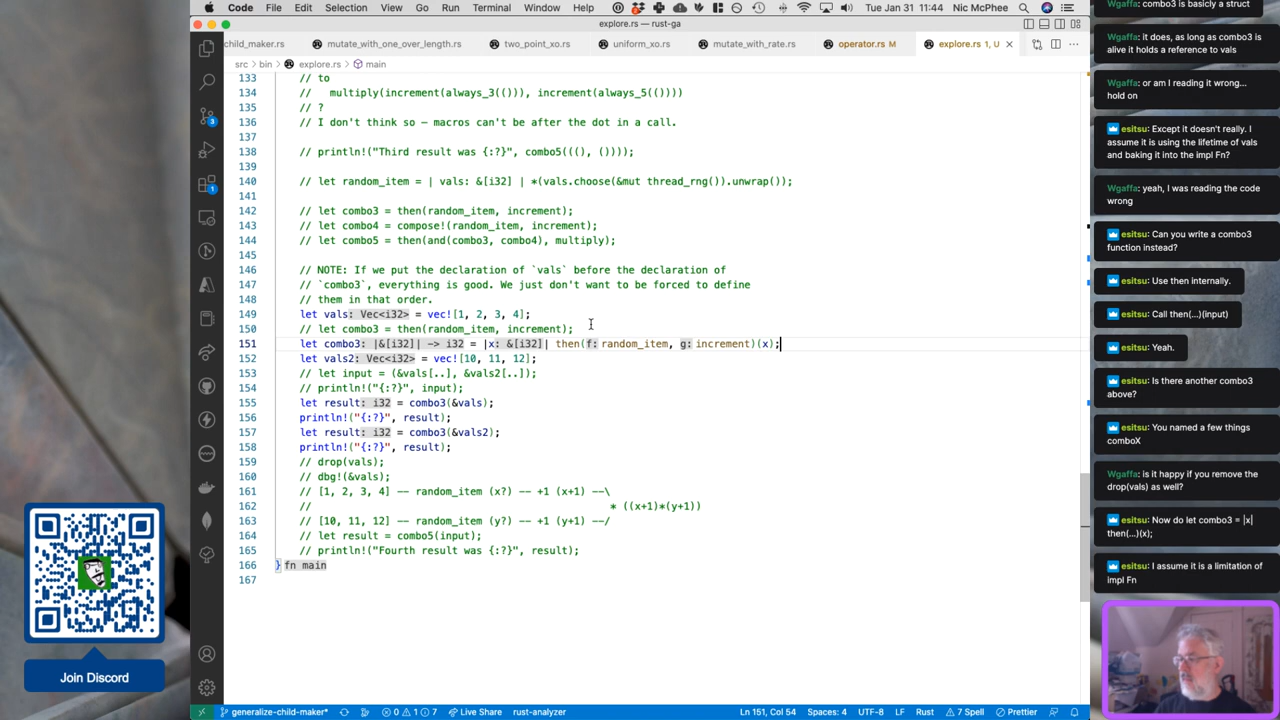 Code File Edit Selection View Go Run Terminal Window Help Tue Jan 31 11:44 Nic McPhee
explore.rs — rust-ga
child_maker.rs mutate_with_one_over_length.rs two_point_xo.rs uniform_xo.rs mutate_with_rate.rs operator.rs M explore.rs 1, U
src > bin > explore.rs > main
133 // to
134 // multiply(increment(always_3(())), increment(always_5(())))
135 // ?
136 // I don't think so – macros can't be after the dot in a call.
137
138 // println!("Third result was {:?}", combo5(((), ())));
139
140 // let random_item = | vals: &[i32] | *(vals.choose(&mut thread_rng()).unwrap());
141
142 // let combo3 = then(random_item, increment);
143 // let combo4 = compose!(random_item, increment);
144 // let combo5 = then(and(combo3, combo4), multiply);
145
146 // NOTE: If we put the declaration of `vals` before the declaration of
147 // `combo3`, everything is good. We just don't want to be forced to define
148 // them in that order.
149 let vals: Vec<i32> = vec![1, 2, 3, 4];
150 // let combo3 = then(random_item, increment);
151 let combo3: |&[i32]| -> i32 = |x: &[i32]| then(f: random_item, g: increment)(x);
152 let vals2: Vec<i32> = vec![10, 11, 12];
153 // let input = (&vals[..], &vals2[..]);
154 // println!("{:?}", input);
155 let result: i32 = combo3(&vals);
156 println!("{:?}", result);
157 let result: i32 = combo3(&vals2);
158 println!("{:?}", result);
159 // drop(vals);
160 // dbg!(&vals);
161 // [1, 2, 3, 4] -- random_item (x?) -- +1 (x+1) --\
162 // * ((x+1)*(y+1))
163 // [10, 11, 12] -- random_item (y?) -- +1 (y+1) --/
164 // let result = combo5(input);
165 // println!("Fourth result was {:?}", result);
166 } fn main
167
3
1
generalize-child-maker* 0 1 7 Live Share rust-analyzer Ln 151, Col 54 Spaces: 4 UTF-8 LF Rust 7 Spell Prettier
Join Discord
Wgaffa: combo3 is basicly a struct
Wgaffa: it does, as long as combo3 is
alive it holds a reference to vals
Wgaffa: or am I reading it wrong...
hold on
esitsu: Except it doesn't really. I
assume it is using the lifetime of vals
and baking it into the impl Fn?
Wgaffa: yeah, I was reading the code
wrong
esitsu: Can you write a combo3
function instead?
esitsu: Use then internally.
esitsu: Call then(...)(input)
esitsu: Yeah.
esitsu: Is there another combo3
above?
esitsu: You named a few things
comboX
Wgaffa: is it happy if you remove the
drop(vals) as well?
esitsu: Now do let combo3 = |x|
then(...)(x);
esitsu: I assume it is a limitation of
impl Fn